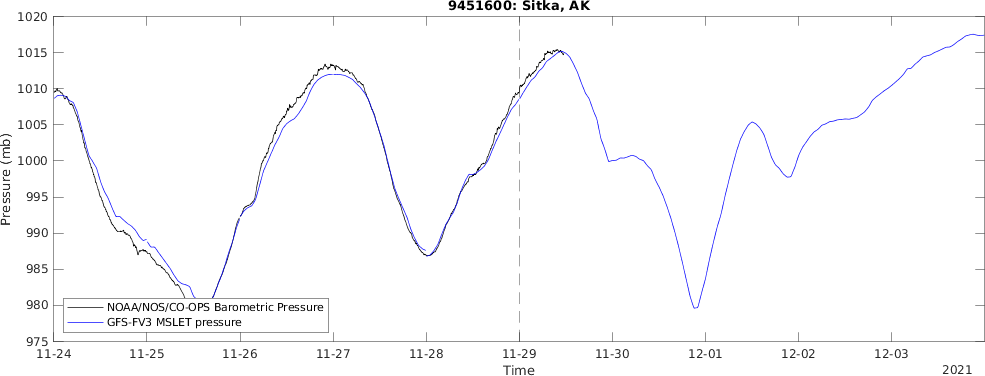 9451600: Sitka, AK
1020
1015
1010
1005
1000
995
990
985
980
975
Pressure (mb)
NOAA/NOS/CO-OPS Barometric Pressure
GFS-FV3 MSLET pressure
11-24 11-25 11-26 11-27 11-28 11-29 11-30 12-01 12-02 12-03
Time
2021